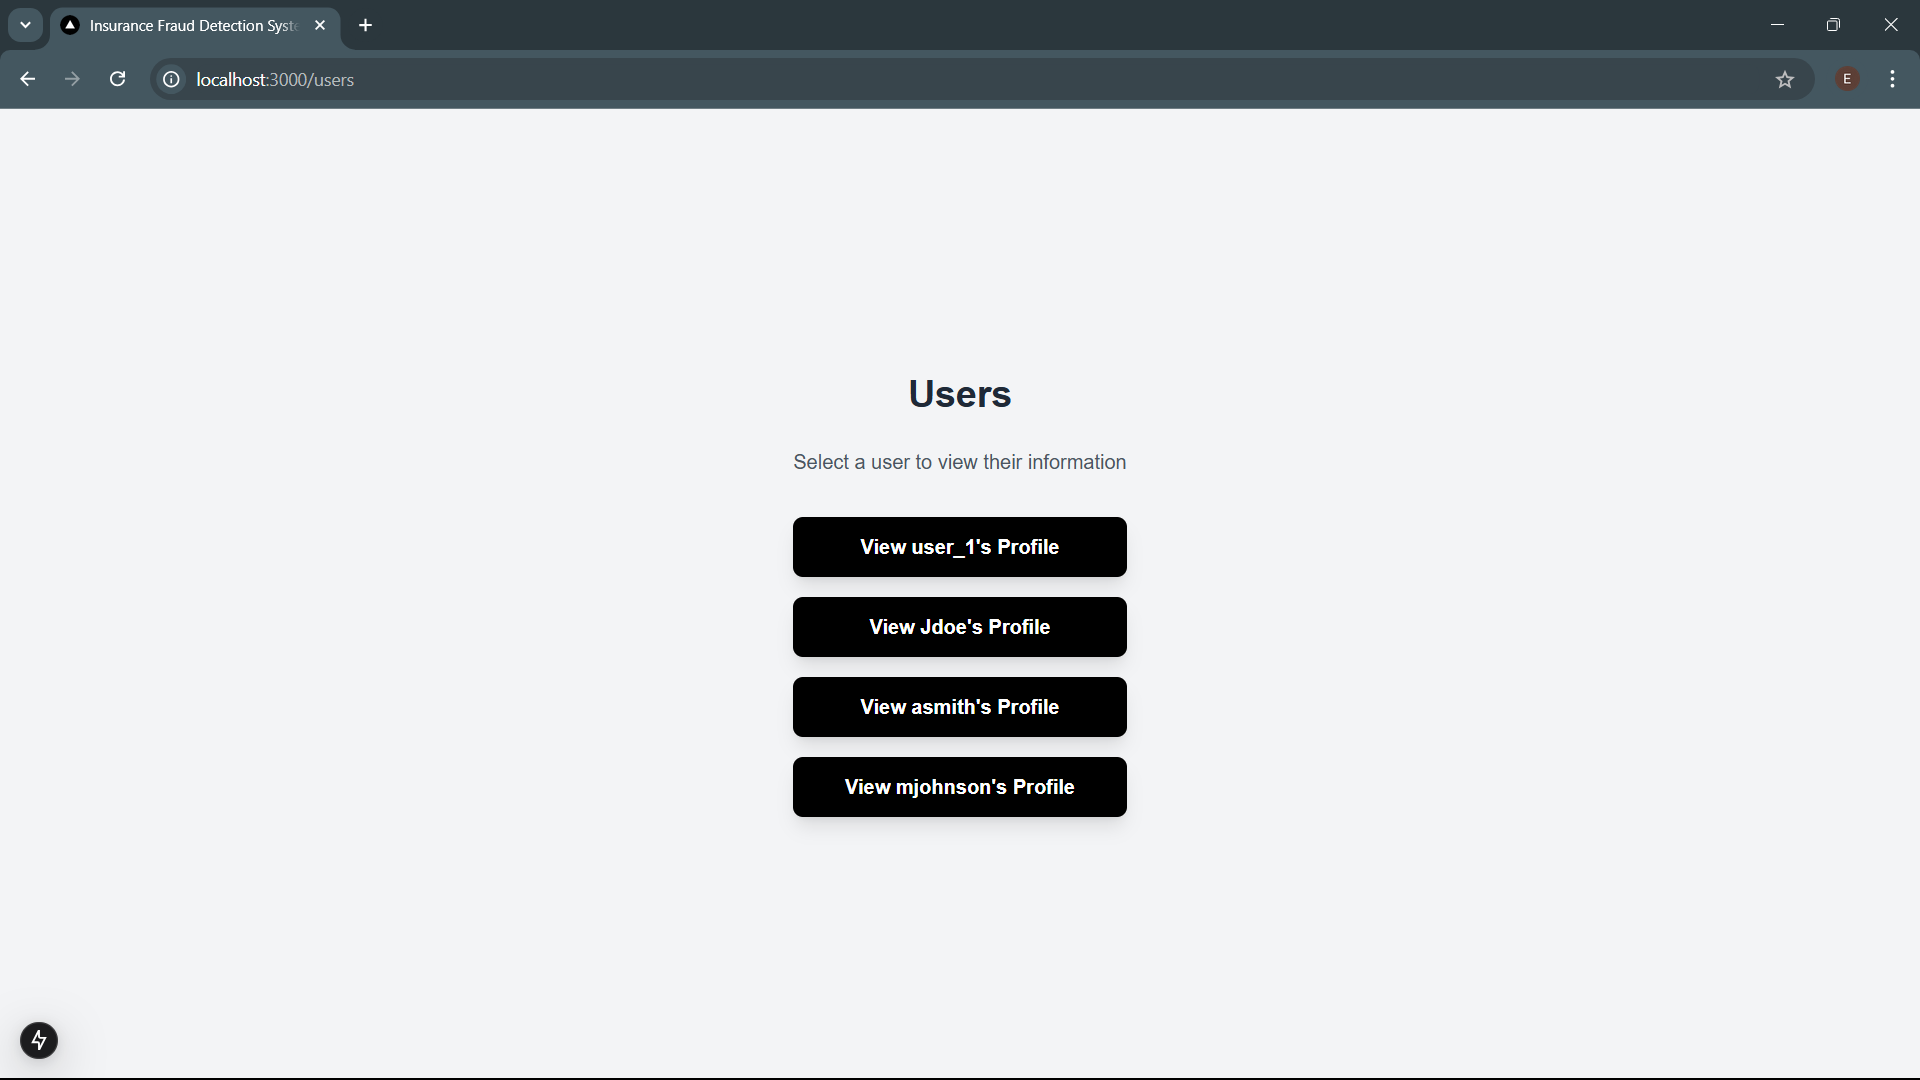 Insurance Fraud Detection Syste
localhost:3000/users
E
Users
Select a user to view their information
View user_1's Profile
View Jdoe's Profile
View asmith's Profile
View mjohnson's Profile